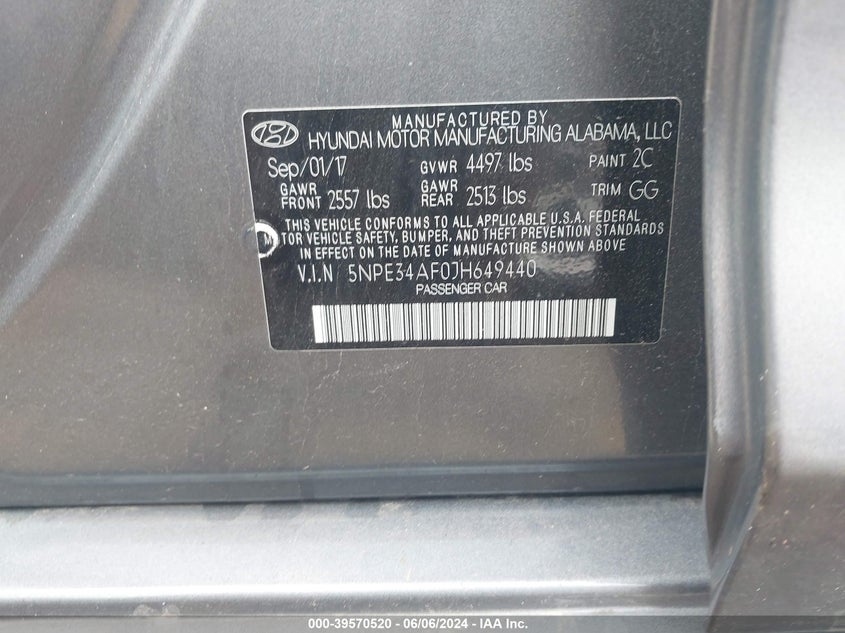 MANUFACTURED BY
HYUNDAI MOTOR MANUFACTURING ALABAMA, LLC
Sep/01/17 GVWR 4497 lbs PAINT 2C
GAWR FRONT 2557 lbs GAWR REAR 2513 lbs TRIM GG
THIS VEHICLE CONFORMS TO ALL APPLICABLE U.S.A. FEDERAL
MOTOR VEHICLE SAFETY, BUMPER, AND THEFT PREVENTION STANDARDS
IN EFFECT ON THE DATE OF MANUFACTURE SHOWN ABOVE
V.I.N 5NPE34AF0JH649440
PASSENGER CAR
000-39570520 - 06/06/2024 - IAA Inc.